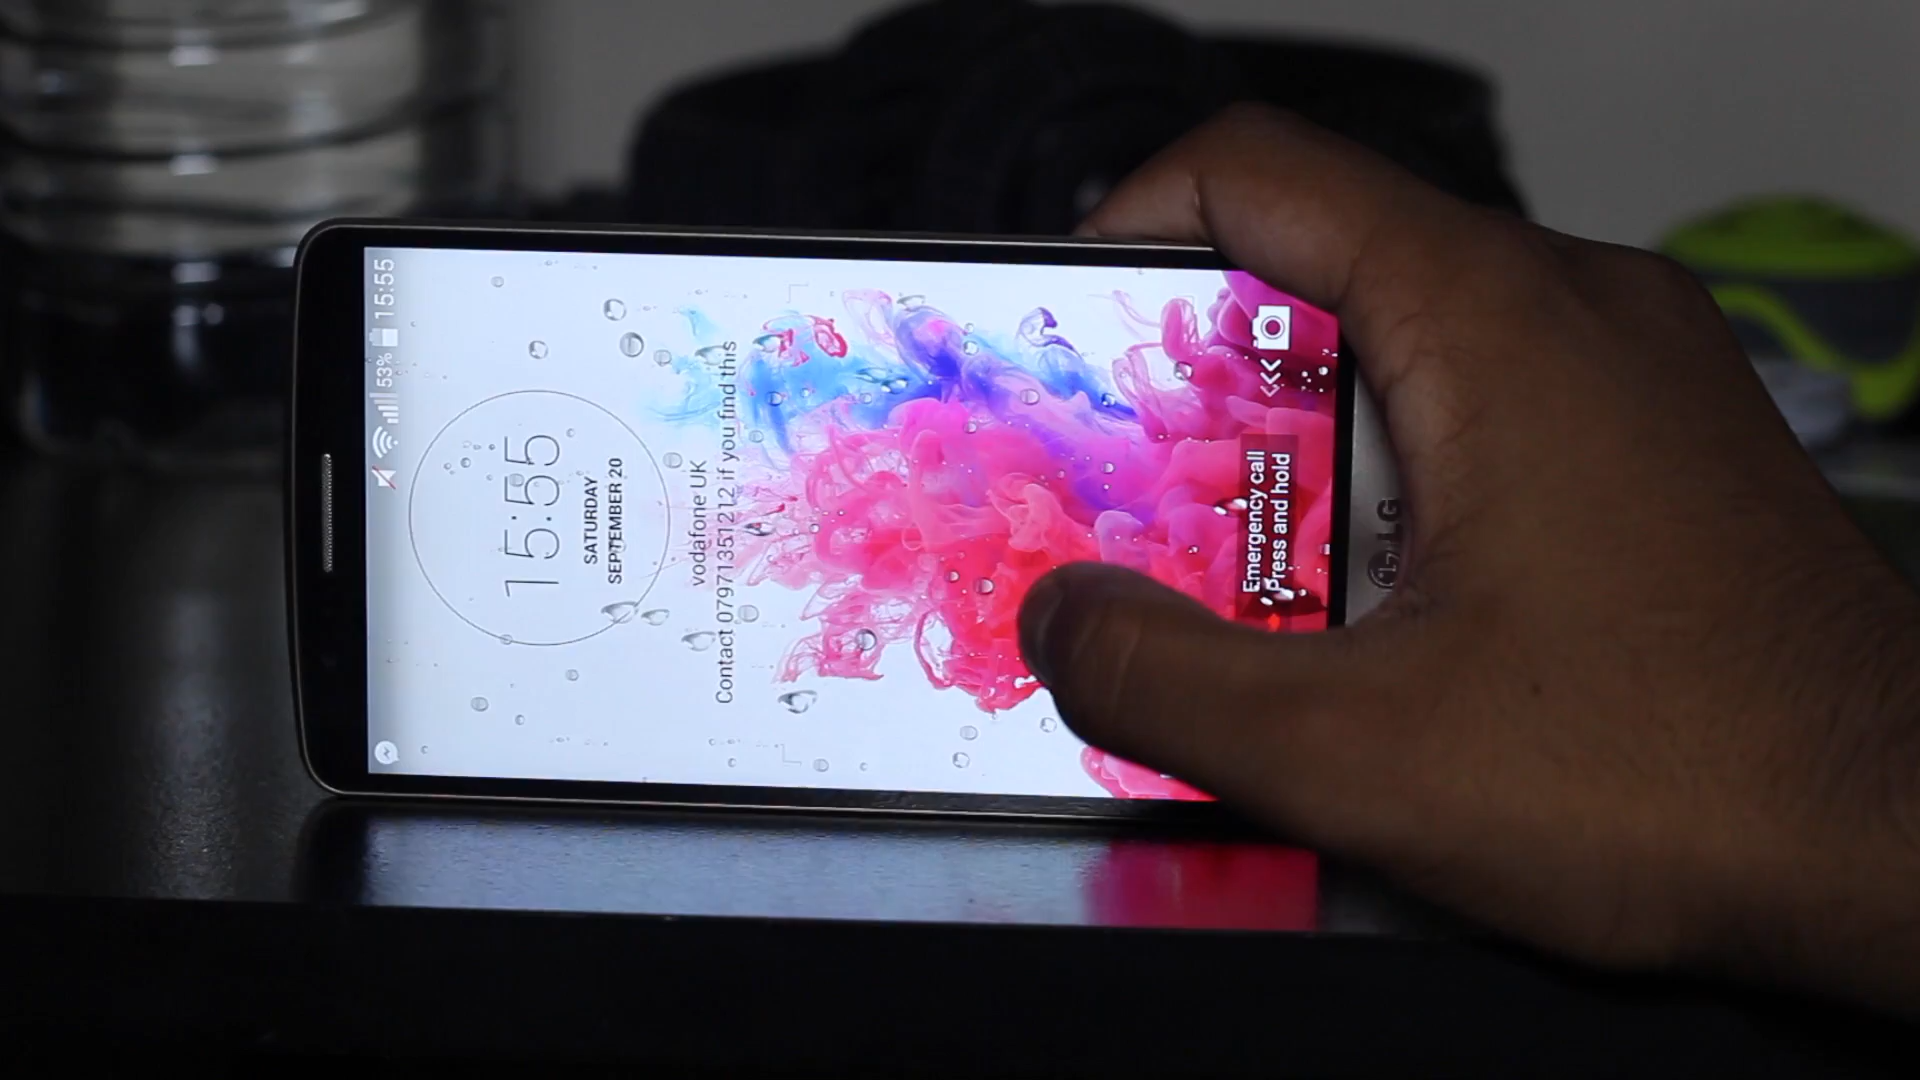 53% 15:55
15:55
SATURDAY
SEPTEMBER 20
vodafone UK
Contact 07971351212 if you find this
Emergency call
Press and hold
LG